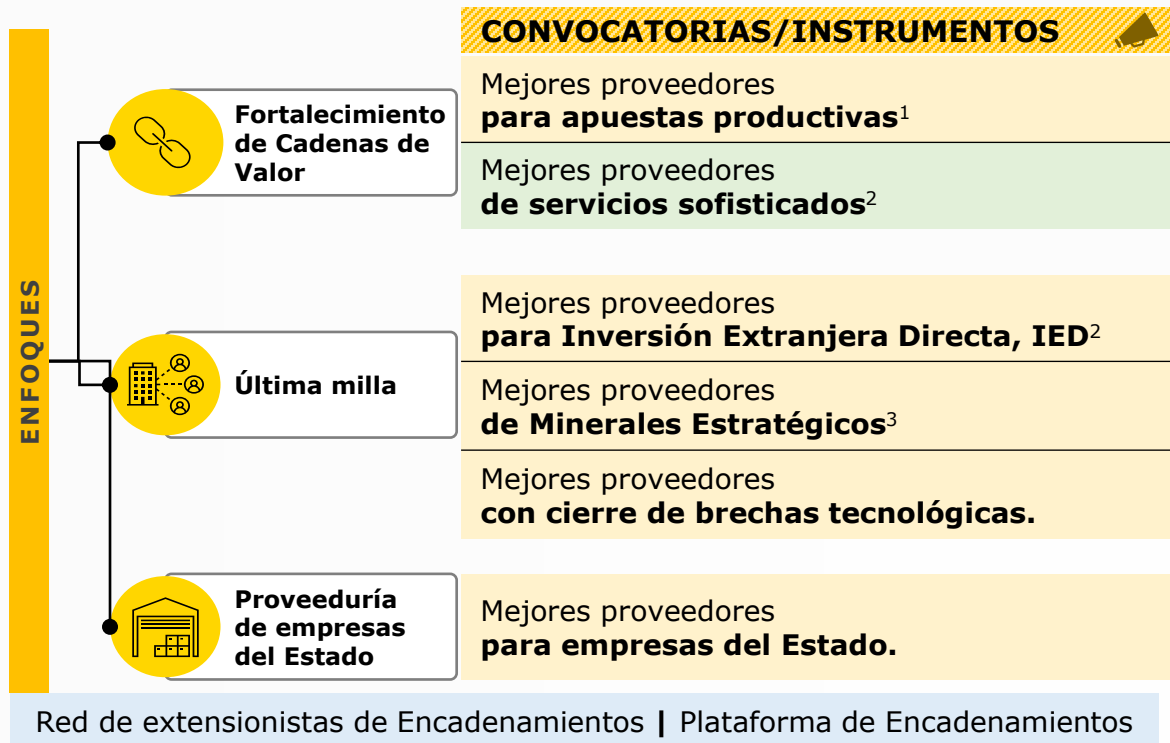 CONVOCATORIAS/INSTRUMENTOS
ENFOQUES
Fortalecimiento
de Cadenas de
Valor
Mejores proveedores
para apuestas productivas¹
Mejores proveedores
de servicios sofisticados²
Última milla
Mejores proveedores
para Inversión Extranjera Directa, IED²
Mejores proveedores
de Minerales Estratégicos³
Mejores proveedores
con cierre de brechas tecnológicas.
Proveeduría
de empresas
del Estado
Mejores proveedores
para empresas del Estado.
Red de extensionistas de Encadenamientos | Plataforma de Encadenamientos